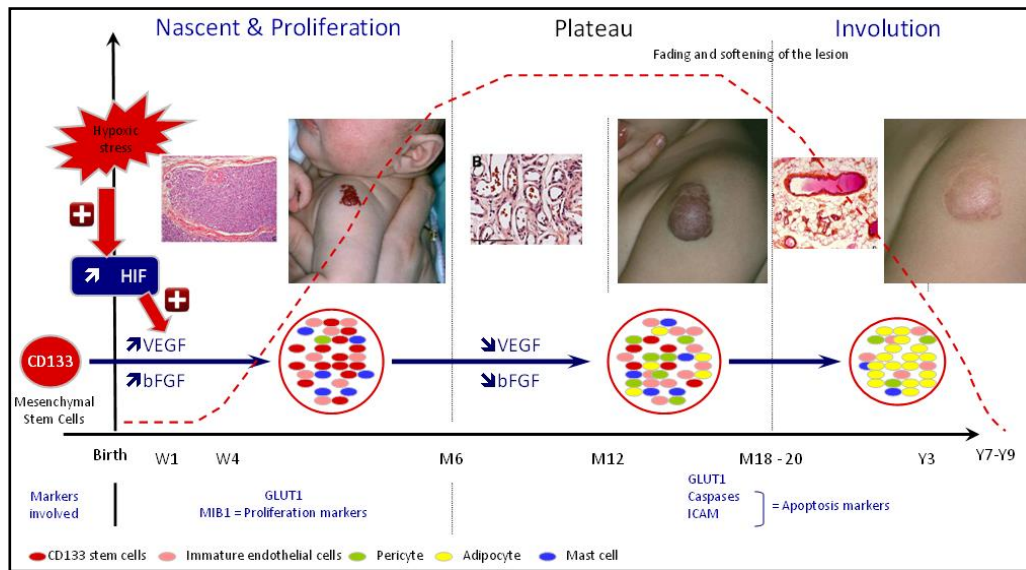 Nascent & Proliferation
Plateau
Involution
Fading and softening of the lesion
Hypoxic
stress
B
HIF
CD133
VEGF
bFGF
VEGF
bFGF
Mesenchymal
Stem Cells
Birth
W1
W4
M6
M12
M18 - 20
Y3
Y7-Y9
Markers
involved
GLUT1
MIB1 = Proliferation markers
GLUT1
Caspases
ICAM
= Apoptosis markers
CD133 stem cells
Immature endothelial cells
Pericyte
Adipocyte
Mast cell